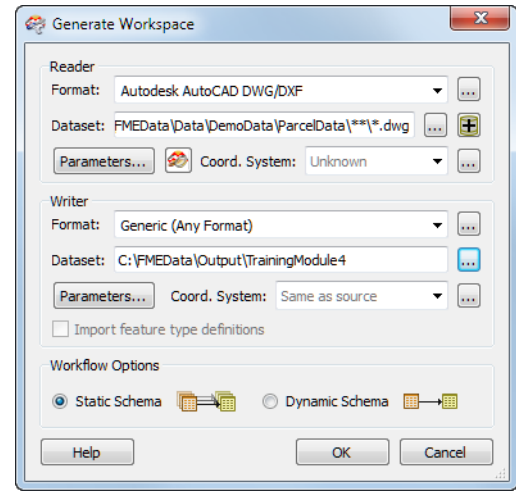 Generate Workspace
Reader
Format: Autodesk AutoCAD DWG/DXF ...
Dataset: FMEData\Data\DemoData\ParcelData\**\*.dwg ...
Parameters... Coord. System: Unknown ...
Writer
Format: Generic (Any Format) ...
Dataset: C:\FMEData\Output\TrainingModule4 ...
Parameters... Coord. System: Same as source ...
Import feature type definitions
Workflow Options
Static Schema Dynamic Schema
Help OK Cancel